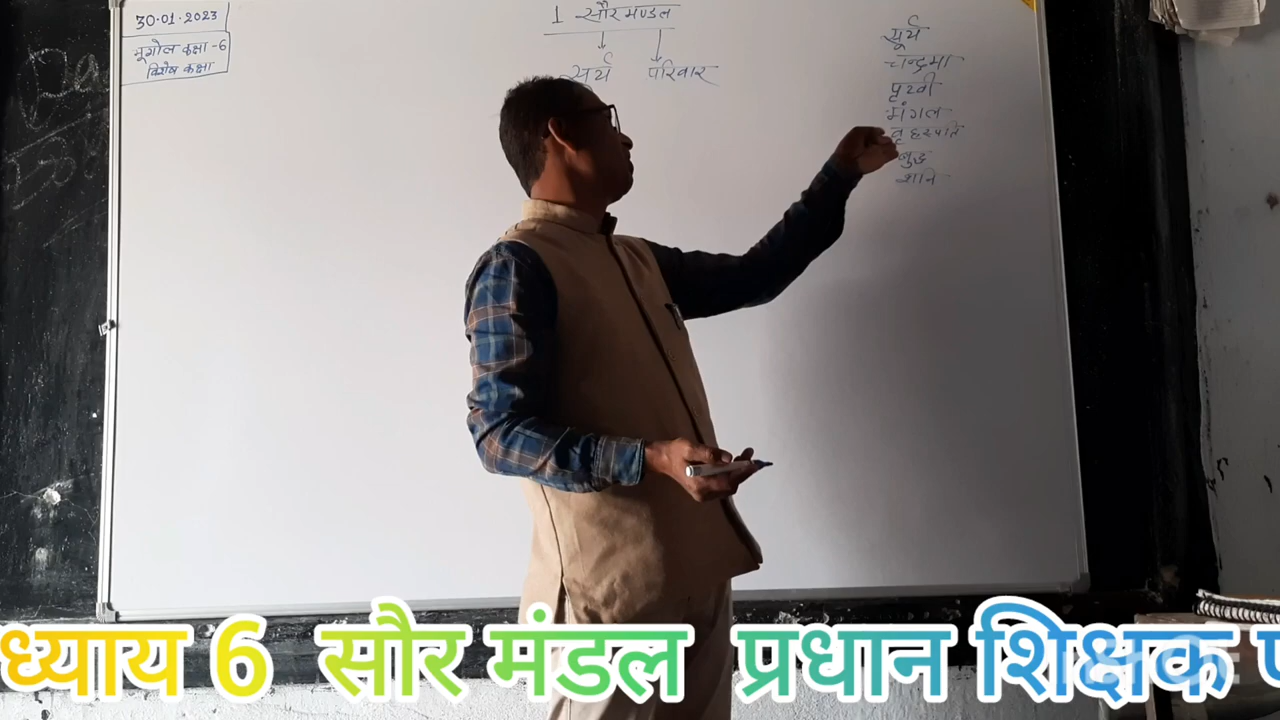 30.01.2023
भूगोल कक्षा -6
विशेष कक्षा
1 सौर मण्डल
सूर्य परिवार
सूर्य
चन्द्रमा
पृथ्वी
मंगल
वृहस्पति
बुद्ध
शनि
ध्याय 6 सौर मंडल प्रधान शिक्षक